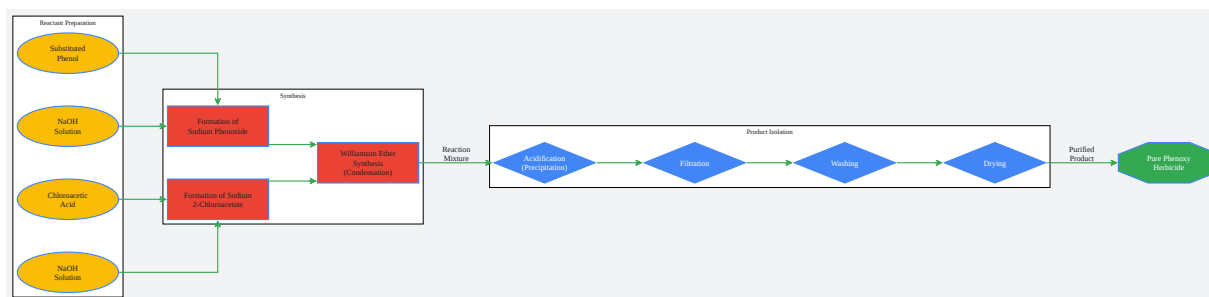 Reactant Preparation
Substituted
Phenol
NaOH
Solution
Chloroacetic
Acid
NaOH
Solution
Synthesis
Formation of
Sodium Phenoxide
Formation of Sodium
2-Chloroacetate
Williamson Ether
Synthesis
(Condensation)
Reaction
Mixture
Product Isolation
Acidification
(Precipitation)
Filtration
Washing
Drying
Purified
Product
Pure Phenoxy
Herbicide